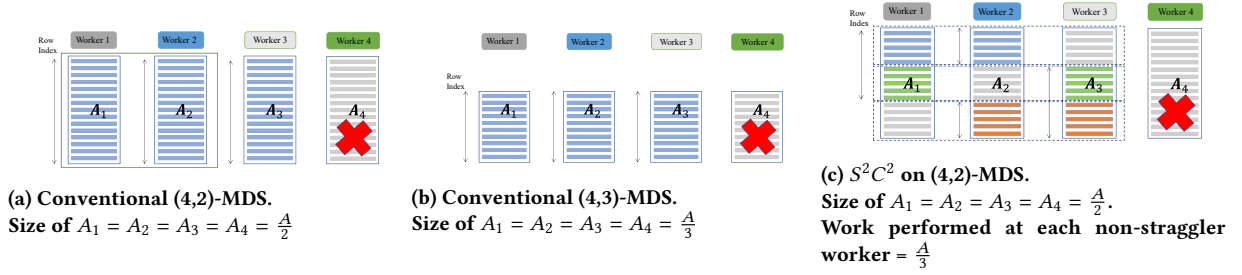 Row
Index
Worker 1
Worker 2
Worker 3
Worker 4
A₁
A₂
A₃
A₄
(a) Conventional (4,2)-MDS.
Size of A₁ = A₂ = A₃ = A₄ = A/2
Row
Index
Worker 1
Worker 2
Worker 3
Worker 4
A₁
A₂
A₃
A₄
(b) Conventional (4,3)-MDS.
Size of A₁ = A₂ = A₃ = A₄ = A/3
Row
Index
Worker 1
Worker 2
Worker 3
Worker 4
A₁
A₂
A₃
A₄
(c) S²C² on (4,2)-MDS.
Size of A₁ = A₂ = A₃ = A₄ = A/2.
Work performed at each non-straggler
worker = A/3